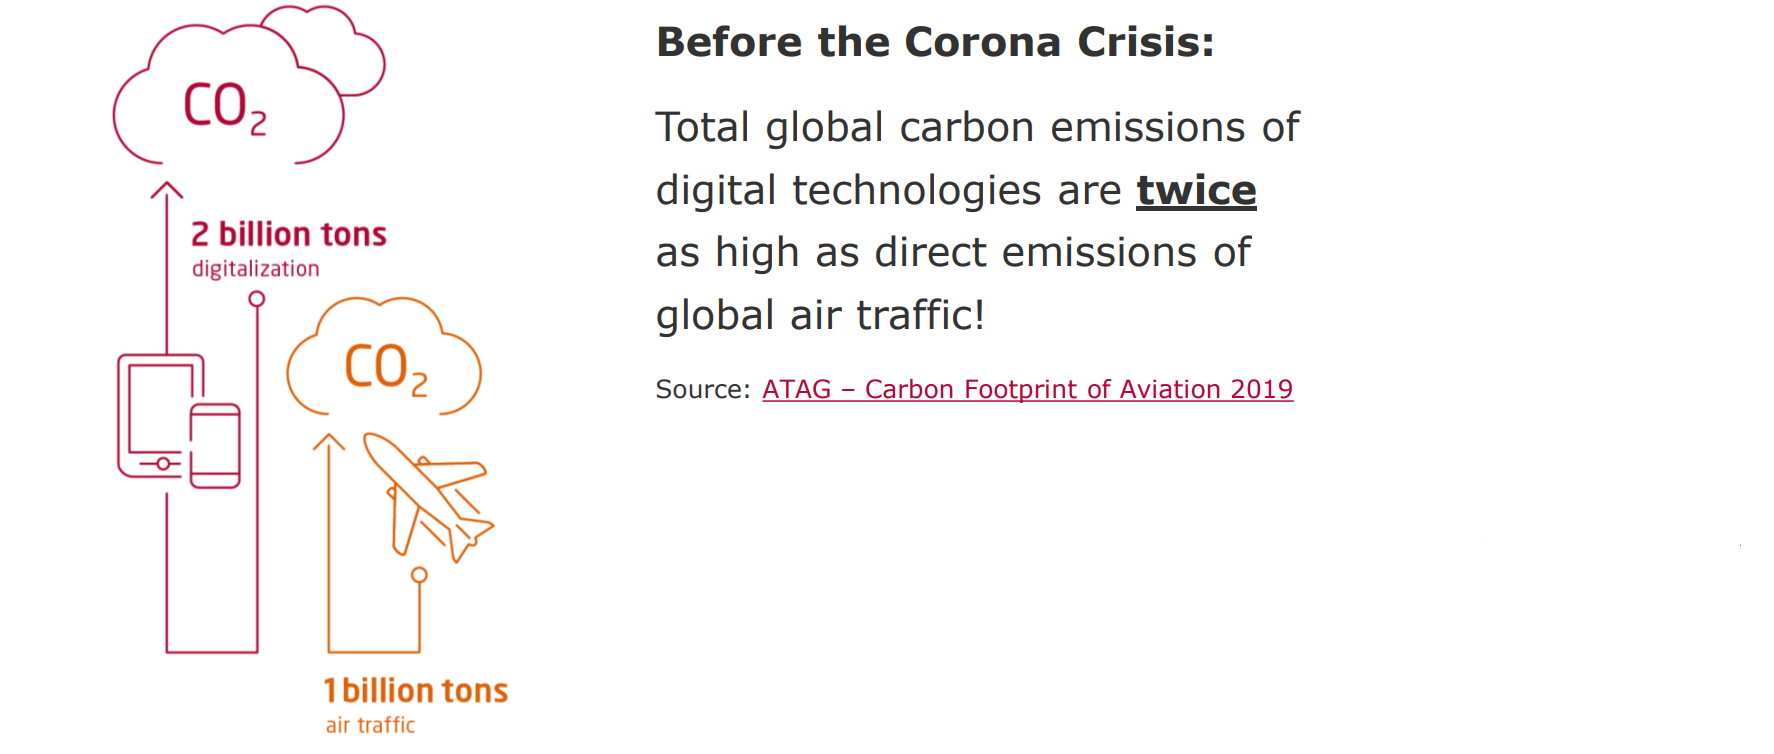 CO₂
2 billion tons
digitalization
CO₂
1 billion tons
air traffic
Before the Corona Crisis:
Total global carbon emissions of
digital technologies are twice
as high as direct emissions of
global air traffic!
Source: ATAG – Carbon Footprint of Aviation 2019